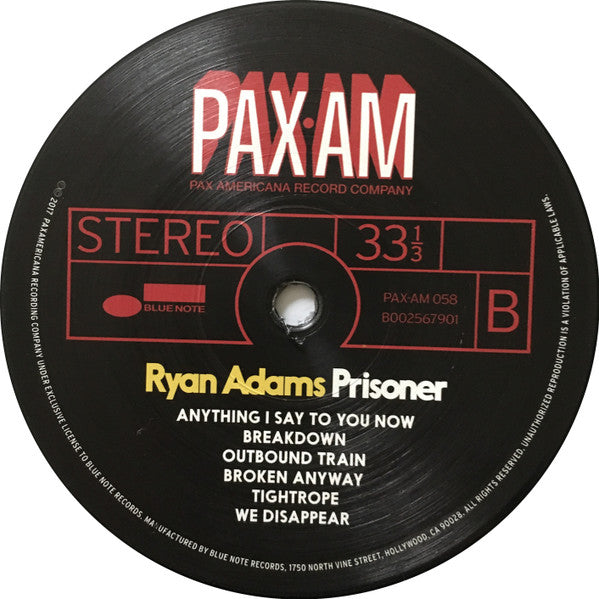 PAX·AM
PAX AMERICANA RECORD COMPANY
STEREO
33 1/3
BLUE NOTE
PAX-AM 058
B002567901
B
Ryan Adams Prisoner
ANYTHING I SAY TO YOU NOW
BREAKDOWN
OUTBOUND TRAIN
BROKEN ANYWAY
TIGHTROPE
WE DISAPPEAR
℗© 2017 PAXAMERICANA RECORDING COMPANY UNDER EXCLUSIVE LICENSE TO BLUE NOTE RECORDS. MANUFACTURED BY BLUE NOTE RECORDS, 1750 NORTH VINE STREET, HOLLYWOOD, CA 90028. ALL RIGHTS RESERVED. UNAUTHORIZED REPRODUCTION IS A VIOLATION OF APPLICABLE LAWS.